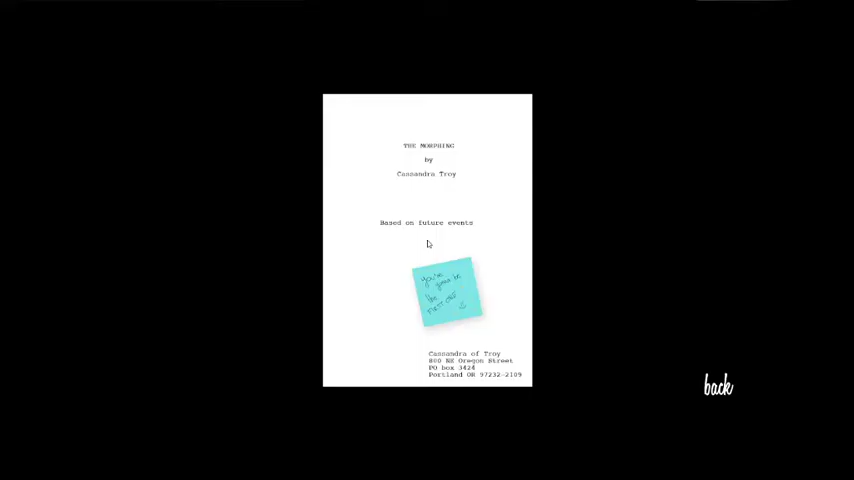 THE MORPHING
by
Cassandra Troy
Based on future events
you're
gonna be
the
next one
Cassandra of Troy
800 NE Oregon Street
PO box 3424
Portland OR 97232-2109
back